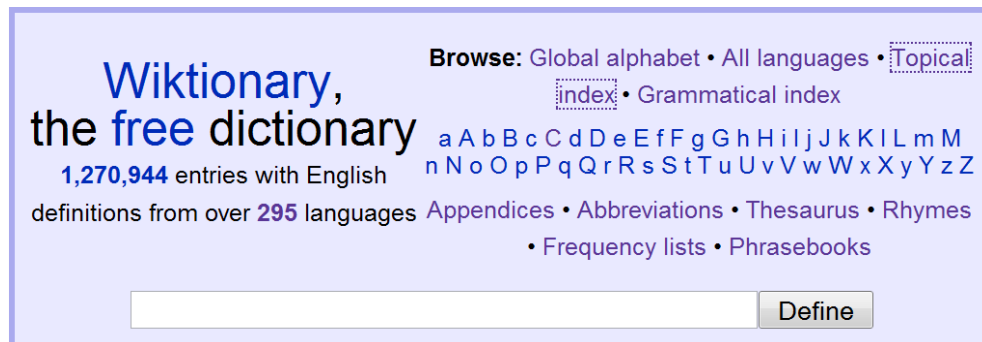 Wiktionary,
the free dictionary
1,270,944 entries with English
definitions from over 295 languages
Browse: Global alphabet • All languages • Topical
index • Grammatical index
a A b B c C d D e E f F g G h H i I j J k K l L m M
n N o O p P q Q r R s S t T u U v V w W x X y Y z Z
Appendices • Abbreviations • Thesaurus • Rhymes
• Frequency lists • Phrasebooks
Define